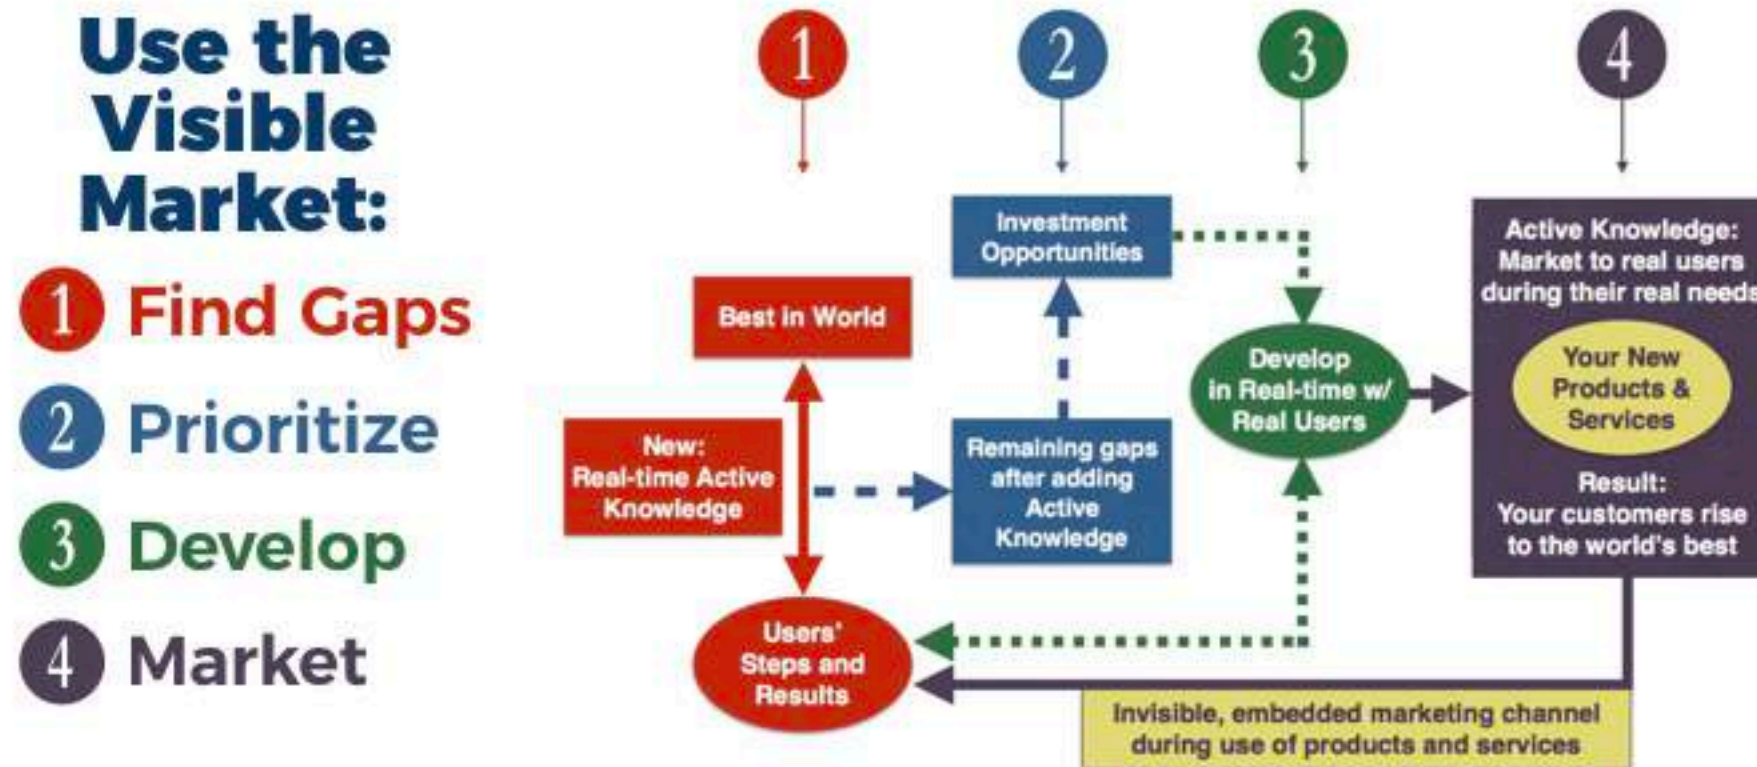 Use the
Visible
Market:
1 Find Gaps
2 Prioritize
3 Develop
4 Market
1
2
3
4
Best in World
New:
Real-time Active
Knowledge
Users'
Steps and
Results
Investment
Opportunities
Remaining gaps
after adding
Active
Knowledge
Develop
in Real-time w/
Real Users
Active Knowledge:
Market to real users
during their real needs
Your New
Products &
Services
Result:
Your customers rise
to the world's best
Invisible, embedded marketing channel
during use of products and services